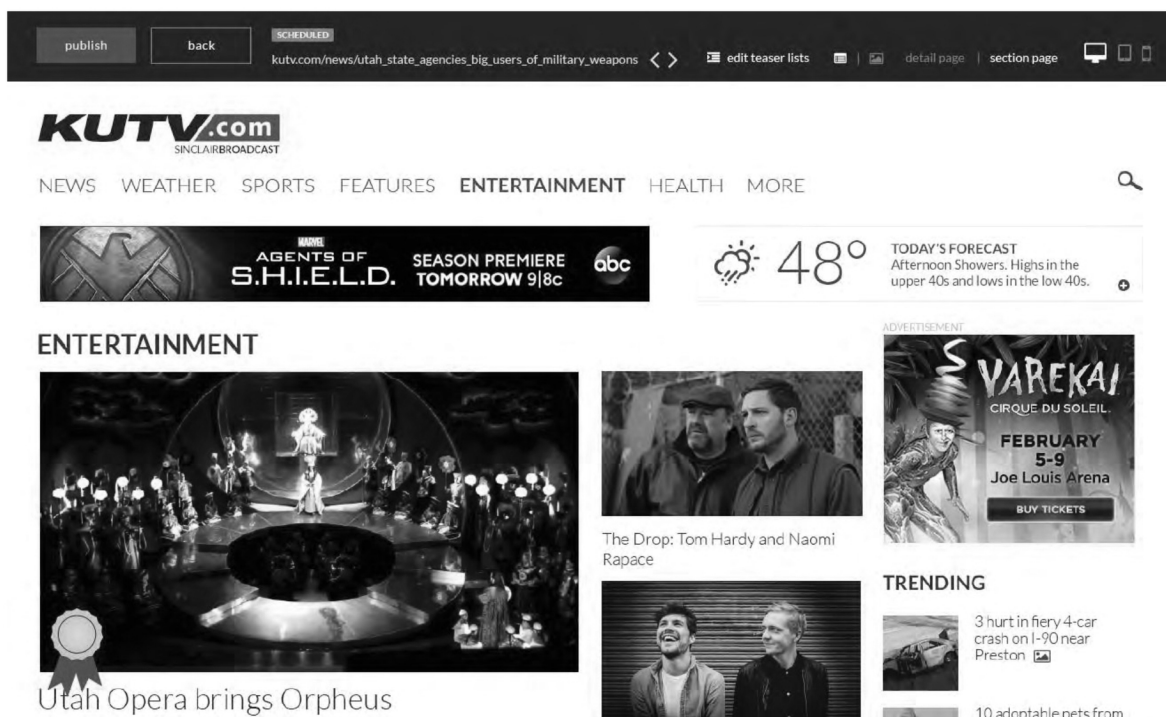 publish
back
SCHEDULED
kutv.com/news/utah_state_agencies_big_users_of_military_weapons
edit teaser lists
detail page | section page
KUTV.com
SINCLAIRBROADCAST
NEWS WEATHER SPORTS FEATURES ENTERTAINMENT HEALTH MORE
MARVEL
AGENTS OF
S.H.I.E.L.D.
SEASON PREMIERE
TOMORROW 9|8c
abc
48°
TODAY'S FORECAST
Afternoon Showers. Highs in the
upper 40s and lows in the low 40s.
ENTERTAINMENT
Utah Opera brings Orpheus
The Drop: Tom Hardy and Naomi
Rapace
ADVERTISEMENT
VAREKAI
CIRQUE DU SOLEIL.
FEBRUARY
5-9
Joe Louis Arena
BUY TICKETS
TRENDING
3 hurt in fiery 4-car
crash on I-90 near
Preston
10 adoptable pets from